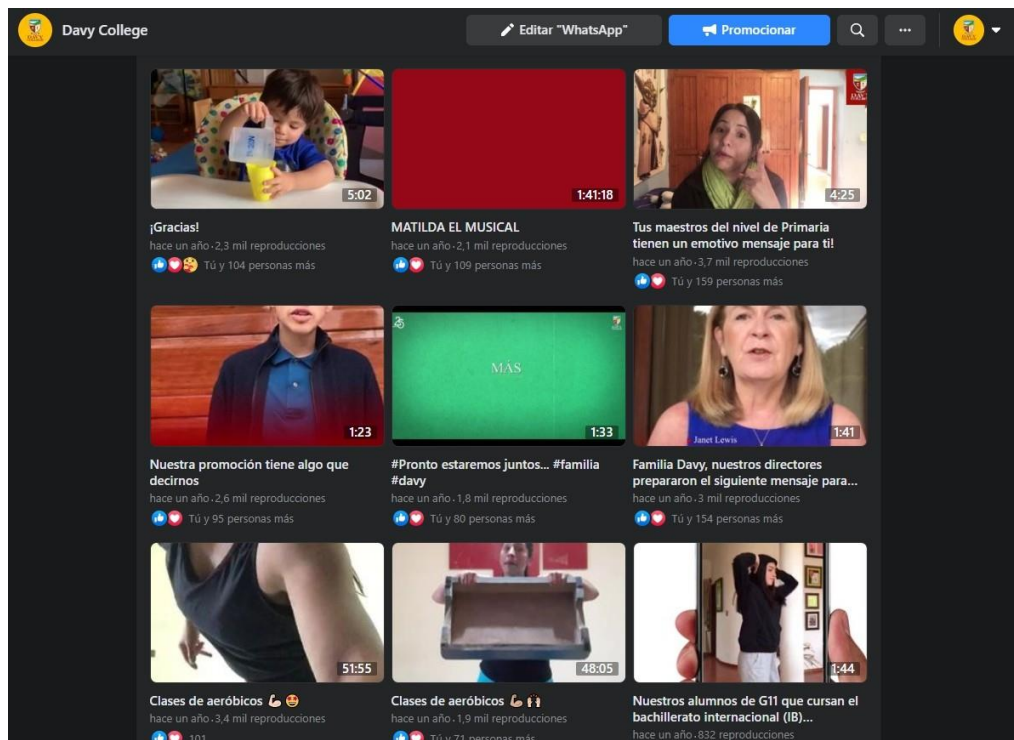 Davy College
Editar "WhatsApp"
Promocionar
5:02
1:41:18
4:25
¡Gracias!
hace un año · 2,3 mil reproducciones
Tú y 104 personas más
MATILDA EL MUSICAL
hace un año · 2,1 mil reproducciones
Tú y 109 personas más
Tus maestros del nivel de Primaria
tienen un emotivo mensaje para ti!
hace un año · 3,7 mil reproducciones
Tú y 159 personas más
1:23
25
MÁS
1:33
Janet Lewis
1:41
Nuestra promoción tiene algo que
decirnos
hace un año · 2,6 mil reproducciones
Tú y 95 personas más
#Pronto estaremos juntos... #familia
#davy
hace un año · 1,8 mil reproducciones
Tú y 80 personas más
Familia Davy, nuestros directores
prepararon el siguiente mensaje para...
hace un año · 3 mil reproducciones
Tú y 154 personas más
51:55
48:05
1:44
Clases de aeróbicos 💪🏼 🤩
hace un año · 3,4 mil reproducciones
101
Clases de aeróbicos 💪🏼 🙌🏼
hace un año · 1,9 mil reproducciones
Tú y 71 personas más
Nuestros alumnos de G11 que cursan el
bachillerato internacional (IB)...
hace un año · 832 reproducciones